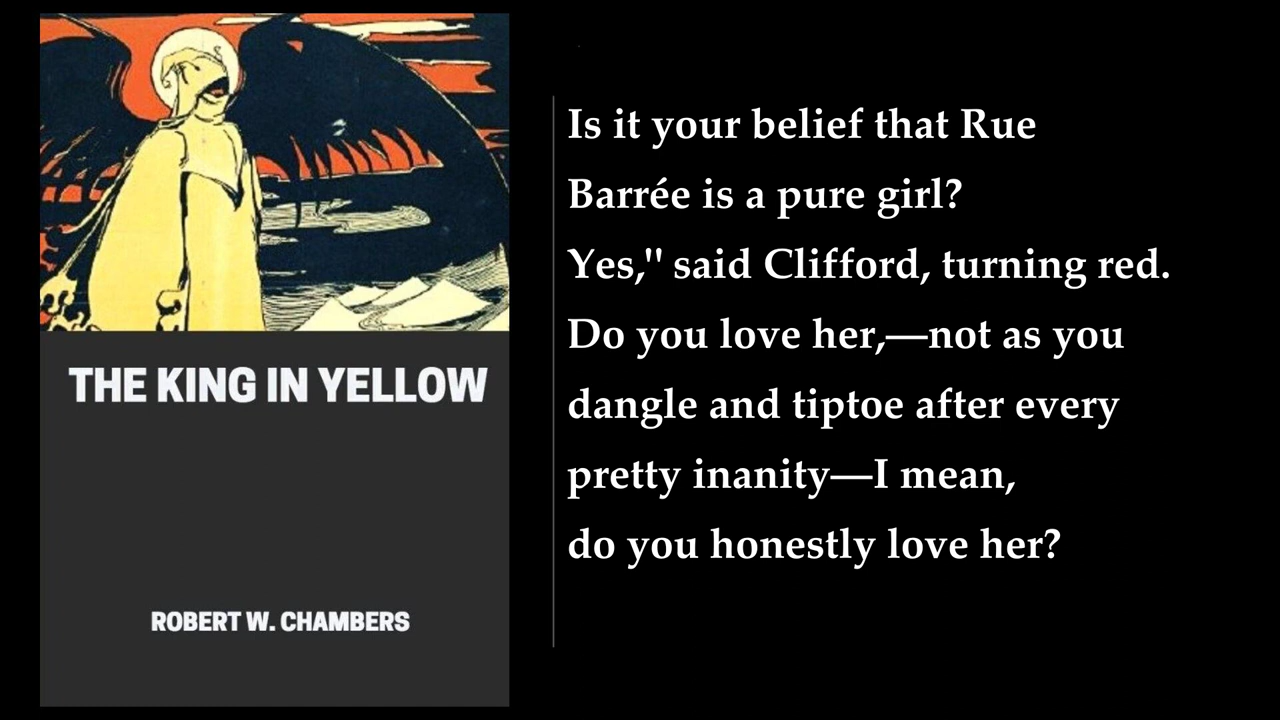 THE KING IN YELLOW
ROBERT W. CHAMBERS
Is it your belief that Rue
Barrée is a pure girl?
Yes," said Clifford, turning red.
Do you love her,—not as you
dangle and tiptoe after every
pretty inanity—I mean,
do you honestly love her?